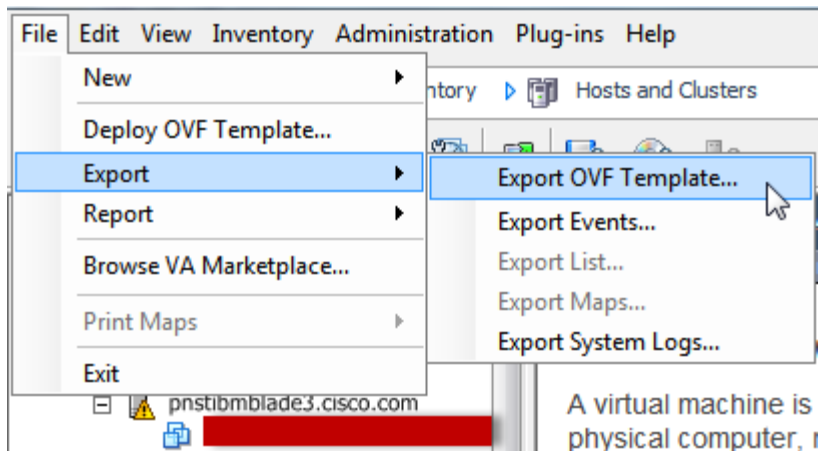 File Edit View Inventory Administration Plug-ins Help
New
Hosts and Clusters
Deploy OVF Template...
Export
Export OVF Template...
Report
Export Events...
Browse VA Marketplace...
Export List...
Print Maps
Export Maps...
Export System Logs...
Exit
pnstibmblade3.cisco.com
A virtual machine is
physical computer,